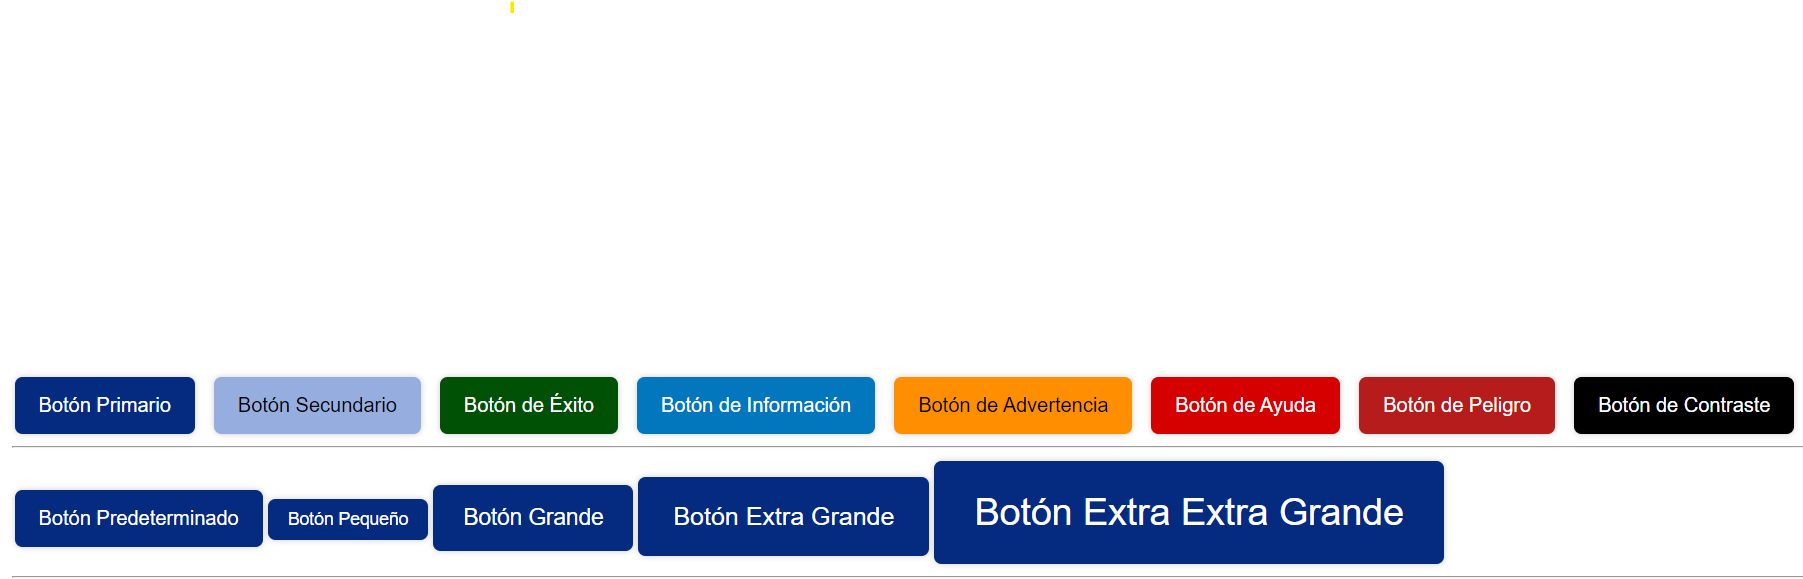 Botón Primario Botón Secundario Botón de Éxito Botón de Información Botón de Advertencia Botón de Ayuda Botón de Peligro Botón de Contraste
Botón Predeterminado Botón Pequeño Botón Grande Botón Extra Grande Botón Extra Extra Grande